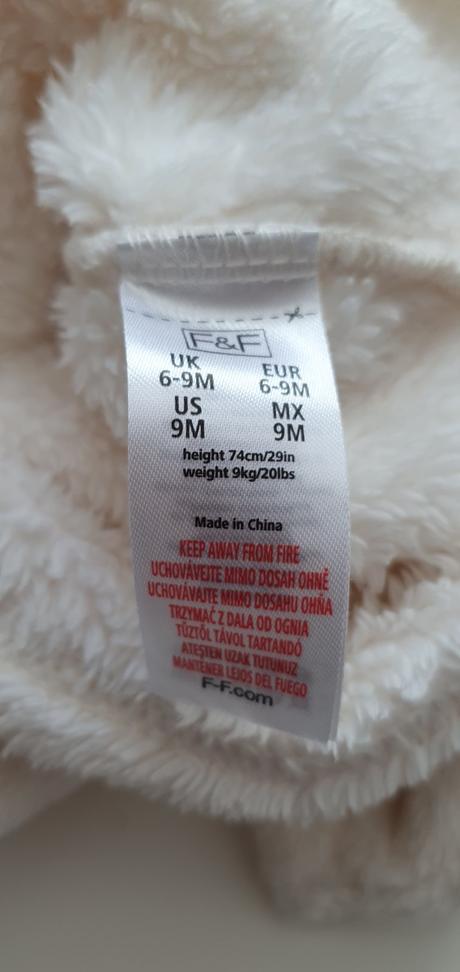 F&F
UK EUR
6-9M 6-9M
US MX
9M 9M
height 74cm/29in
weight 9kg/20lbs
Made in China
KEEP AWAY FROM FIRE
UCHOVÁVEJTE MIMO DOSAH OHNĚ
UCHOVÁVAJTE MIMO DOSAHU OHŇA
TRZYMAĆ Z DALA OD OGNIA
TŰZTŐL TÁVOL TARTANDÓ
ATEŞTEN UZAK TUTUNUZ
MANTENER LEJOS DEL FUEGO
F-F.com